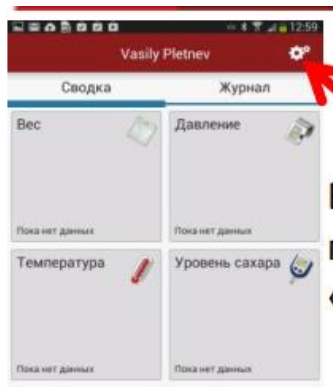 12:59
Vasily Pletnev
Сводка Журнал
Вес Давление
Пока нет данных Пока нет данных
Температура Уровень сахара
Пока нет данных Пока нет данных